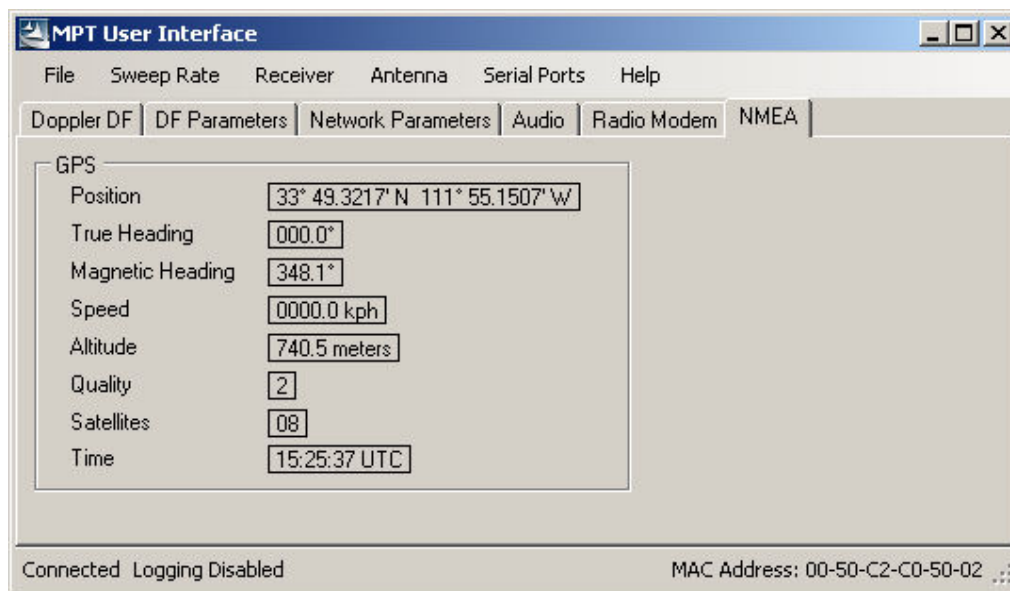 MPT User Interface
File Sweep Rate Receiver Antenna Serial Ports Help
Doppler DF DF Parameters Network Parameters Audio Radio Modem NMEA
GPS
Position 33° 49.3217' N 111° 55.1507' W
True Heading 000.0°
Magnetic Heading 348.1°
Speed 0000.0 kph
Altitude 740.5 meters
Quality 2
Satellites 08
Time 15:25:37 UTC
Connected Logging Disabled MAC Address: 00-50-C2-C0-50-02